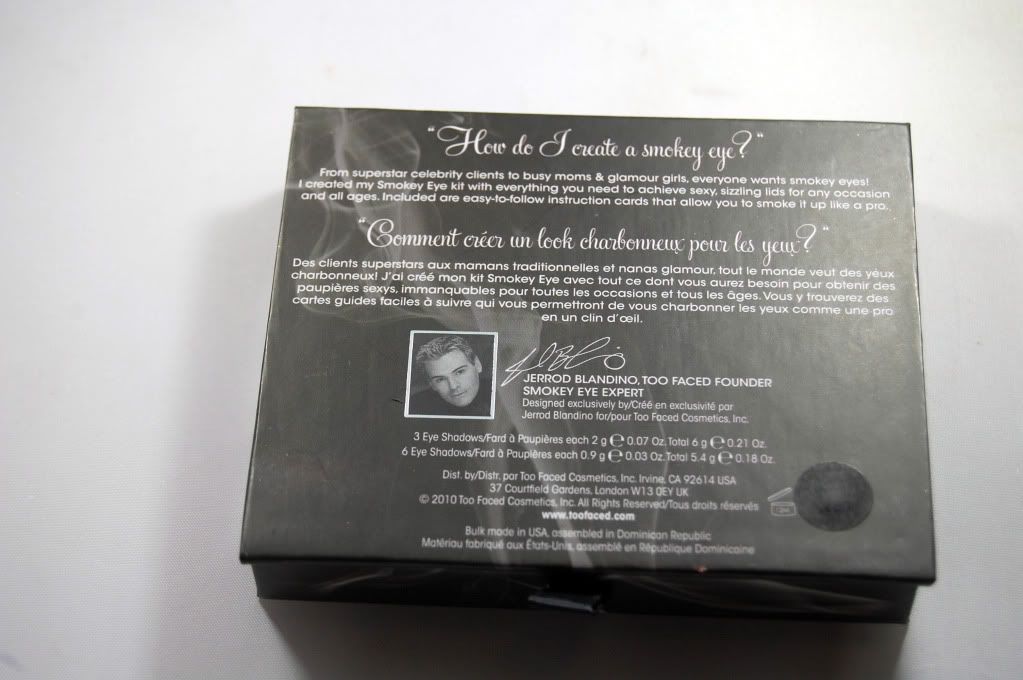 “How do I create a smokey eye?”
From superstar celebrity clients to busy moms & glamour girls, everyone wants smokey eyes!
I created my Smokey Eye kit with everything you need to achieve sexy, sizzling lids for any occasion
and all ages. Included are easy-to-follow instruction cards that allow you to smoke it up like a pro.
“Comment créer un look charbonneux pour les yeux?”
Des clients superstars aux mamans traditionnelles et nanas glamour, tout le monde veut des yeux
charbonneux! J'ai créé mon kit Smokey Eye avec tout ce dont vous aurez besoin pour obtenir des
paupières sexys, immanquables pour toutes les occasions et tous les âges. Vous y trouverez des
cartes guides faciles à suivre qui vous permettront de vous charbonner les yeux comme une pro
en un clin d'œil.
JERROD BLANDINO, TOO FACED FOUNDER
SMOKEY EYE EXPERT
Designed exclusively by/Créé en exclusivité par
Jerrod Blandino for/pour Too Faced Cosmetics, Inc.
3 Eye Shadows/Fard à Paupières each 2 g ℮ 0.07 Oz. Total 6 g ℮ 0.21 Oz.
6 Eye Shadows/Fard à Paupières each 0.9 g ℮ 0.03 Oz. Total 5.4 g ℮ 0.18 Oz.
Dist. by/Distr. par Too Faced Cosmetics, Inc. Irvine, CA 92614 USA
37 Courtfield Gardens, London W13 0EY UK
© 2010 Too Faced Cosmetics, Inc. All Rights Reserved/Tous droits réservés
www.toofaced.com
12M
Bulk made in USA, assembled in Dominican Republic
Matériau fabriqué aux États-Unis, assemblé en République Dominicaine